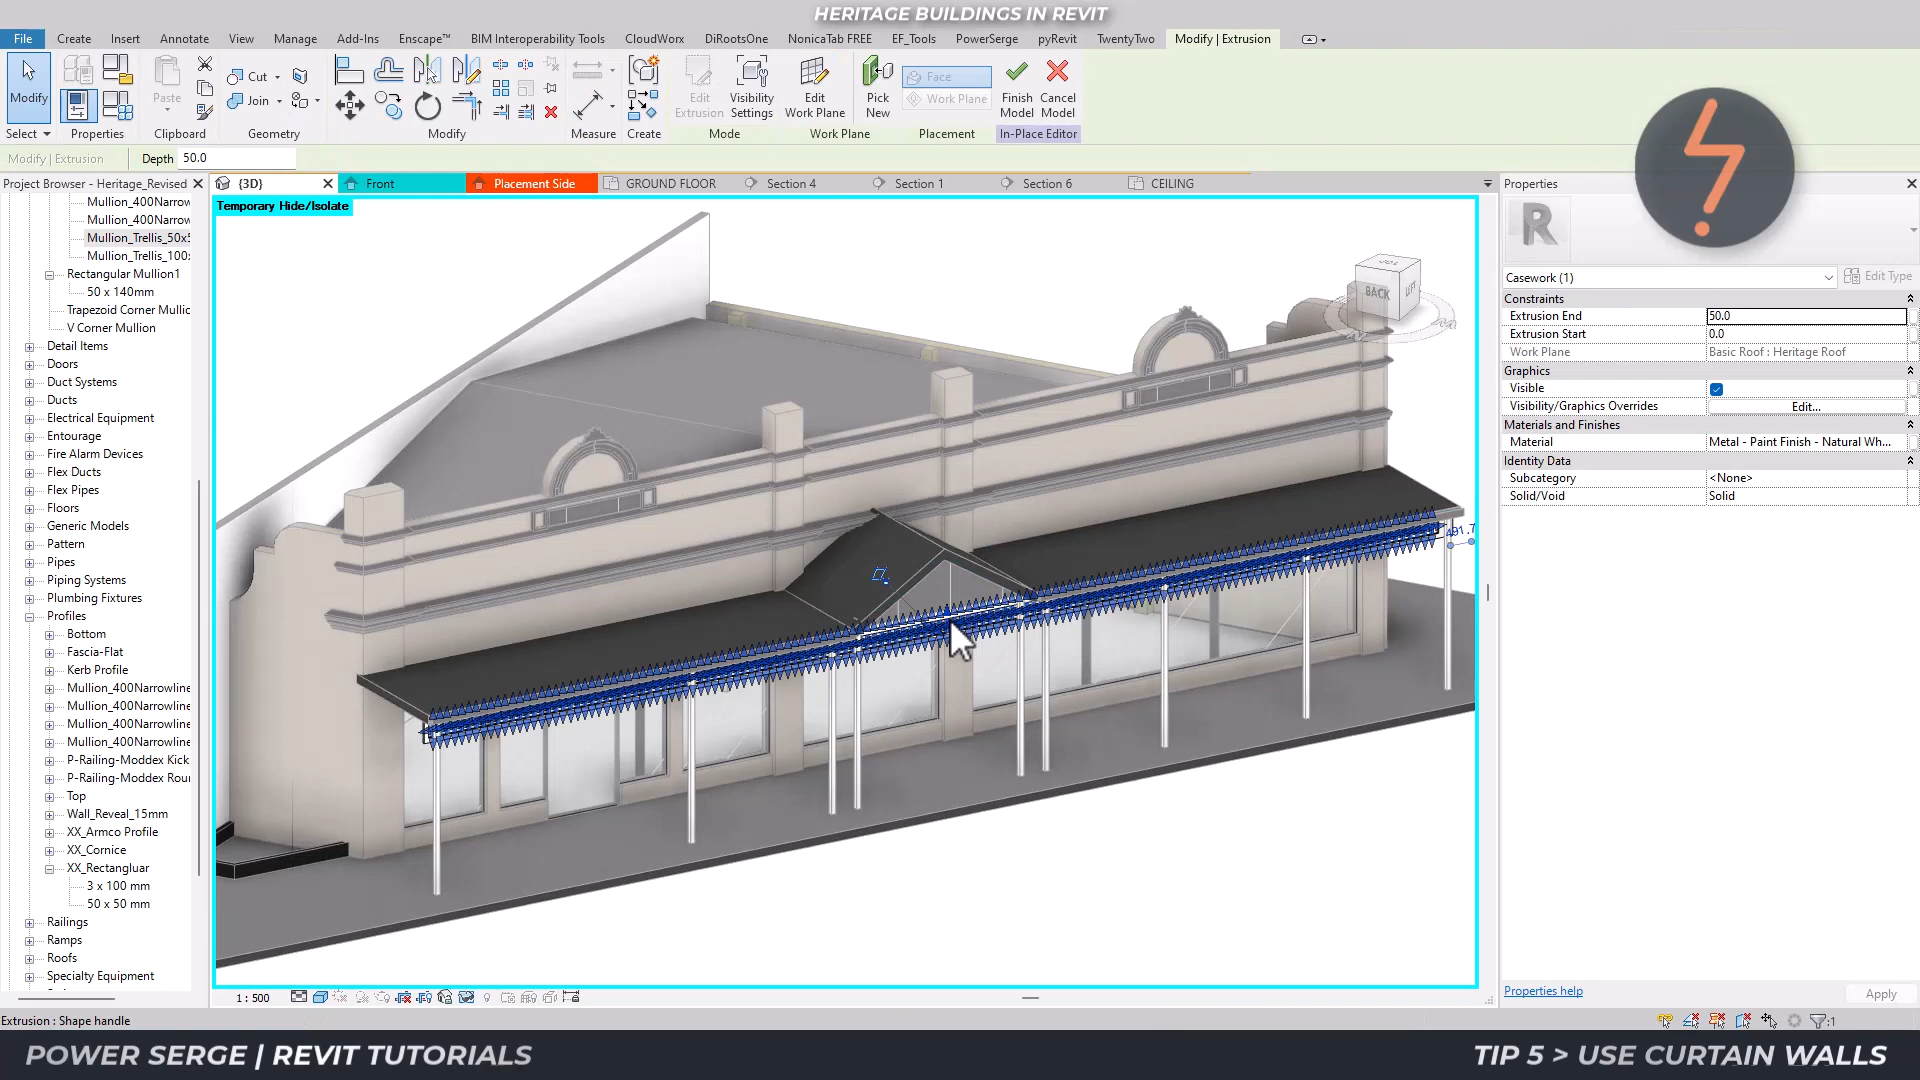 HERITAGE BUILDINGS IN REVIT
File Create Insert Annotate View Manage Add-Ins Enscape™ BIM Interoperability Tools CloudWorx DiRootsOne NonicaTab FREE EF_Tools PowerSerge pyRevit TwentyTwo Modify | Extrusion
Modify Paste Cut Join Edit Extrusion Visibility Settings Edit Work Plane Pick New Face Work Plane Finish Model Cancel Model
Select Properties Clipboard Geometry Modify Measure Create Mode Work Plane Placement In-Place Editor
Modify | Extrusion Depth 50.0
Project Browser - Heritage_Revised
{3D} Front Placement Side GROUND FLOOR Section 4 Section 1 Section 6 CEILING
Temporary Hide/Isolate
Mullion_400Narrow
Mullion_400Narrow
Mullion_Trellis_50x5
Mullion_Trellis_100x
Rectangular Mullion1
50 x 140mm
Trapezoid Corner Mullio
V Corner Mullion
Detail Items
Doors
Duct Systems
Ducts
Electrical Equipment
Entourage
Fire Alarm Devices
Flex Ducts
Flex Pipes
Floors
Generic Models
Pattern
Pipes
Piping Systems
Plumbing Fixtures
Profiles
Bottom
Fascia-Flat
Kerb Profile
Mullion_400Narrowline
Mullion_400Narrowline
Mullion_400Narrowline
Mullion_400Narrowline
P-Railing-Moddex Kick
P-Railing-Moddex Rour
Top
Wall_Reveal_15mm
XX_Armco Profile
XX_Cornice
XX_Rectangluar
3 x 100 mm
50 x 50 mm
Railings
Ramps
Roofs
Specialty Equipment
TOP
BACK
LEFT
491.7
Properties
R
Casework (1) Edit Type
Constraints
Extrusion End 50.0
Extrusion Start 0.0
Work Plane Basic Roof : Heritage Roof
Graphics
Visible
Visibility/Graphics Overrides Edit...
Materials and Finishes
Material Metal - Paint Finish - Natural Wh...
Identity Data
Subcategory <None>
Solid/Void Solid
Properties help Apply
1 : 500
Extrusion : Shape handle
:1
POWER SERGE | REVIT TUTORIALS
TIP 5 > USE CURTAIN WALLS